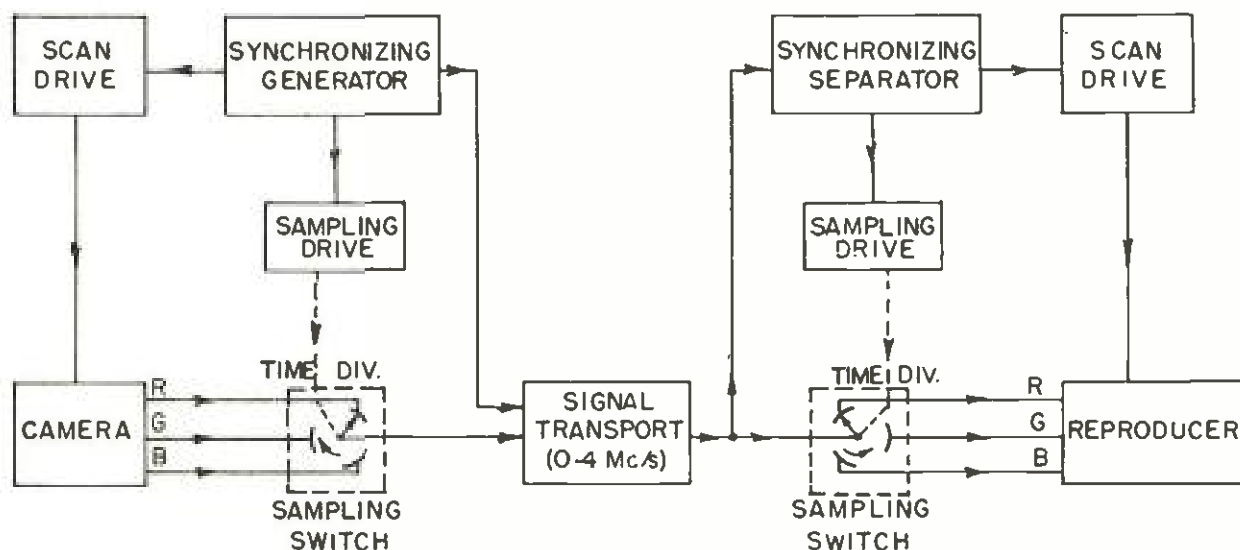 SCAN
DRIVE
SYNCHRONIZING
GENERATOR
SYNCHRONIZING
SEPARATOR
SCAN
DRIVE
SAMPLING
DRIVE
SAMPLING
DRIVE
TIME DIV.
TIME DIV.
CAMERA
R
G
B
SIGNAL
TRANSPORT
(0-4 Mc/s)
R
G
B
REPRODUCER
SAMPLING
SWITCH
SAMPLING
SWITCH